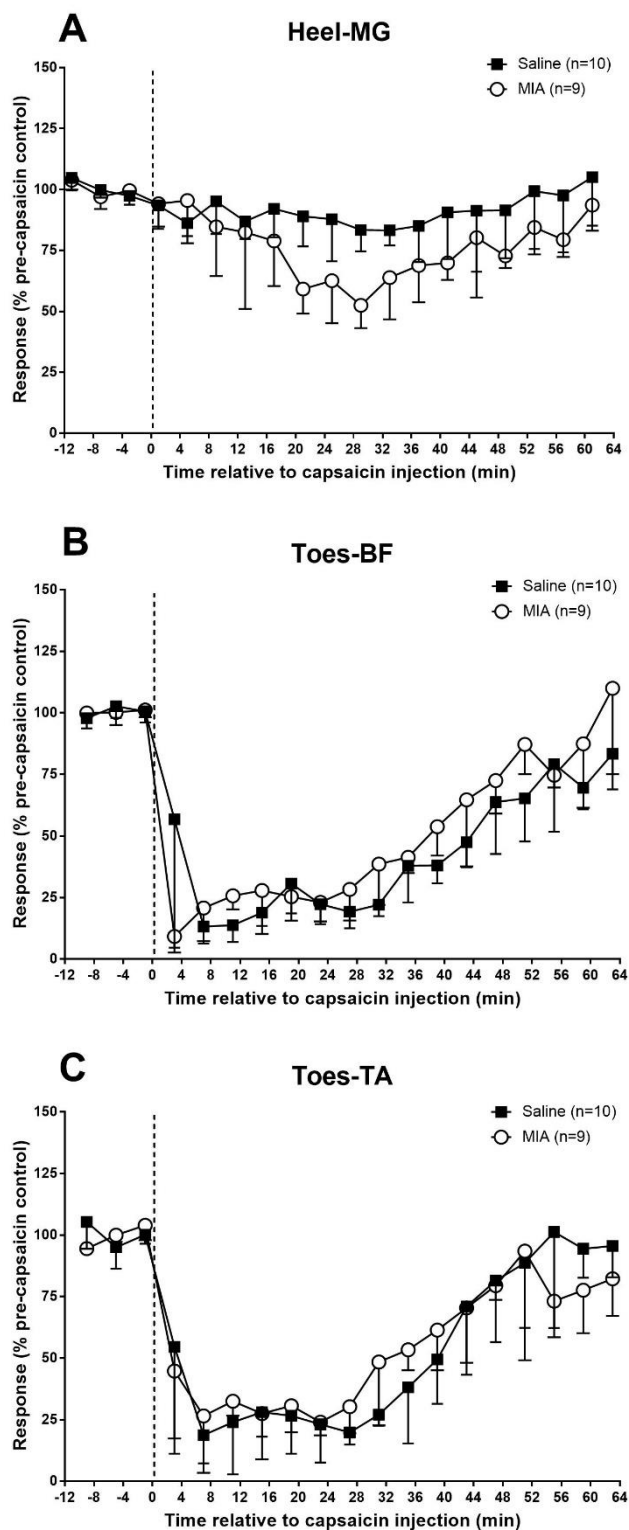 A
Heel-MG
Saline (n=10)
MIA (n=9)
Response (% pre-capsaicin control)
150
125
100
75
50
25
0
-12 -8 -4 0 4 8 12 16 20 24 28 32 36 40 44 48 52 56 60 64
Time relative to capsaicin injection (min)
B
Toes-BF
Saline (n=10)
MIA (n=9)
Response (% pre-capsaicin control)
150
125
100
75
50
25
0
-12 -8 -4 0 4 8 12 16 20 24 28 32 36 40 44 48 52 56 60 64
Time relative to capsaicin injection (min)
C
Toes-TA
Saline (n=10)
MIA (n=9)
Response (% pre-capsaicin control)
150
125
100
75
50
25
0
-12 -8 -4 0 4 8 12 16 20 24 28 32 36 40 44 48 52 56 60 64
Time relative to capsaicin injection (min)